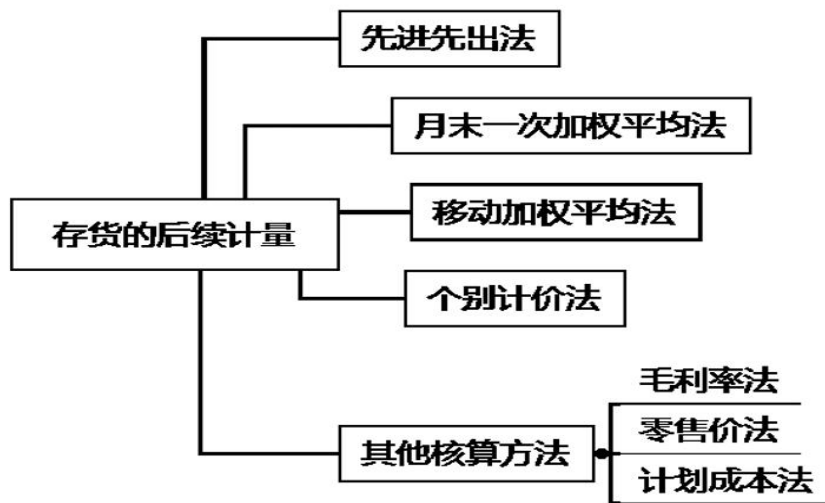 先进先出法
月末一次加权平均法
移动加权平均法
存货的后续计量
个别计价法
毛利率法
其他核算方法
零售价法
计划成本法